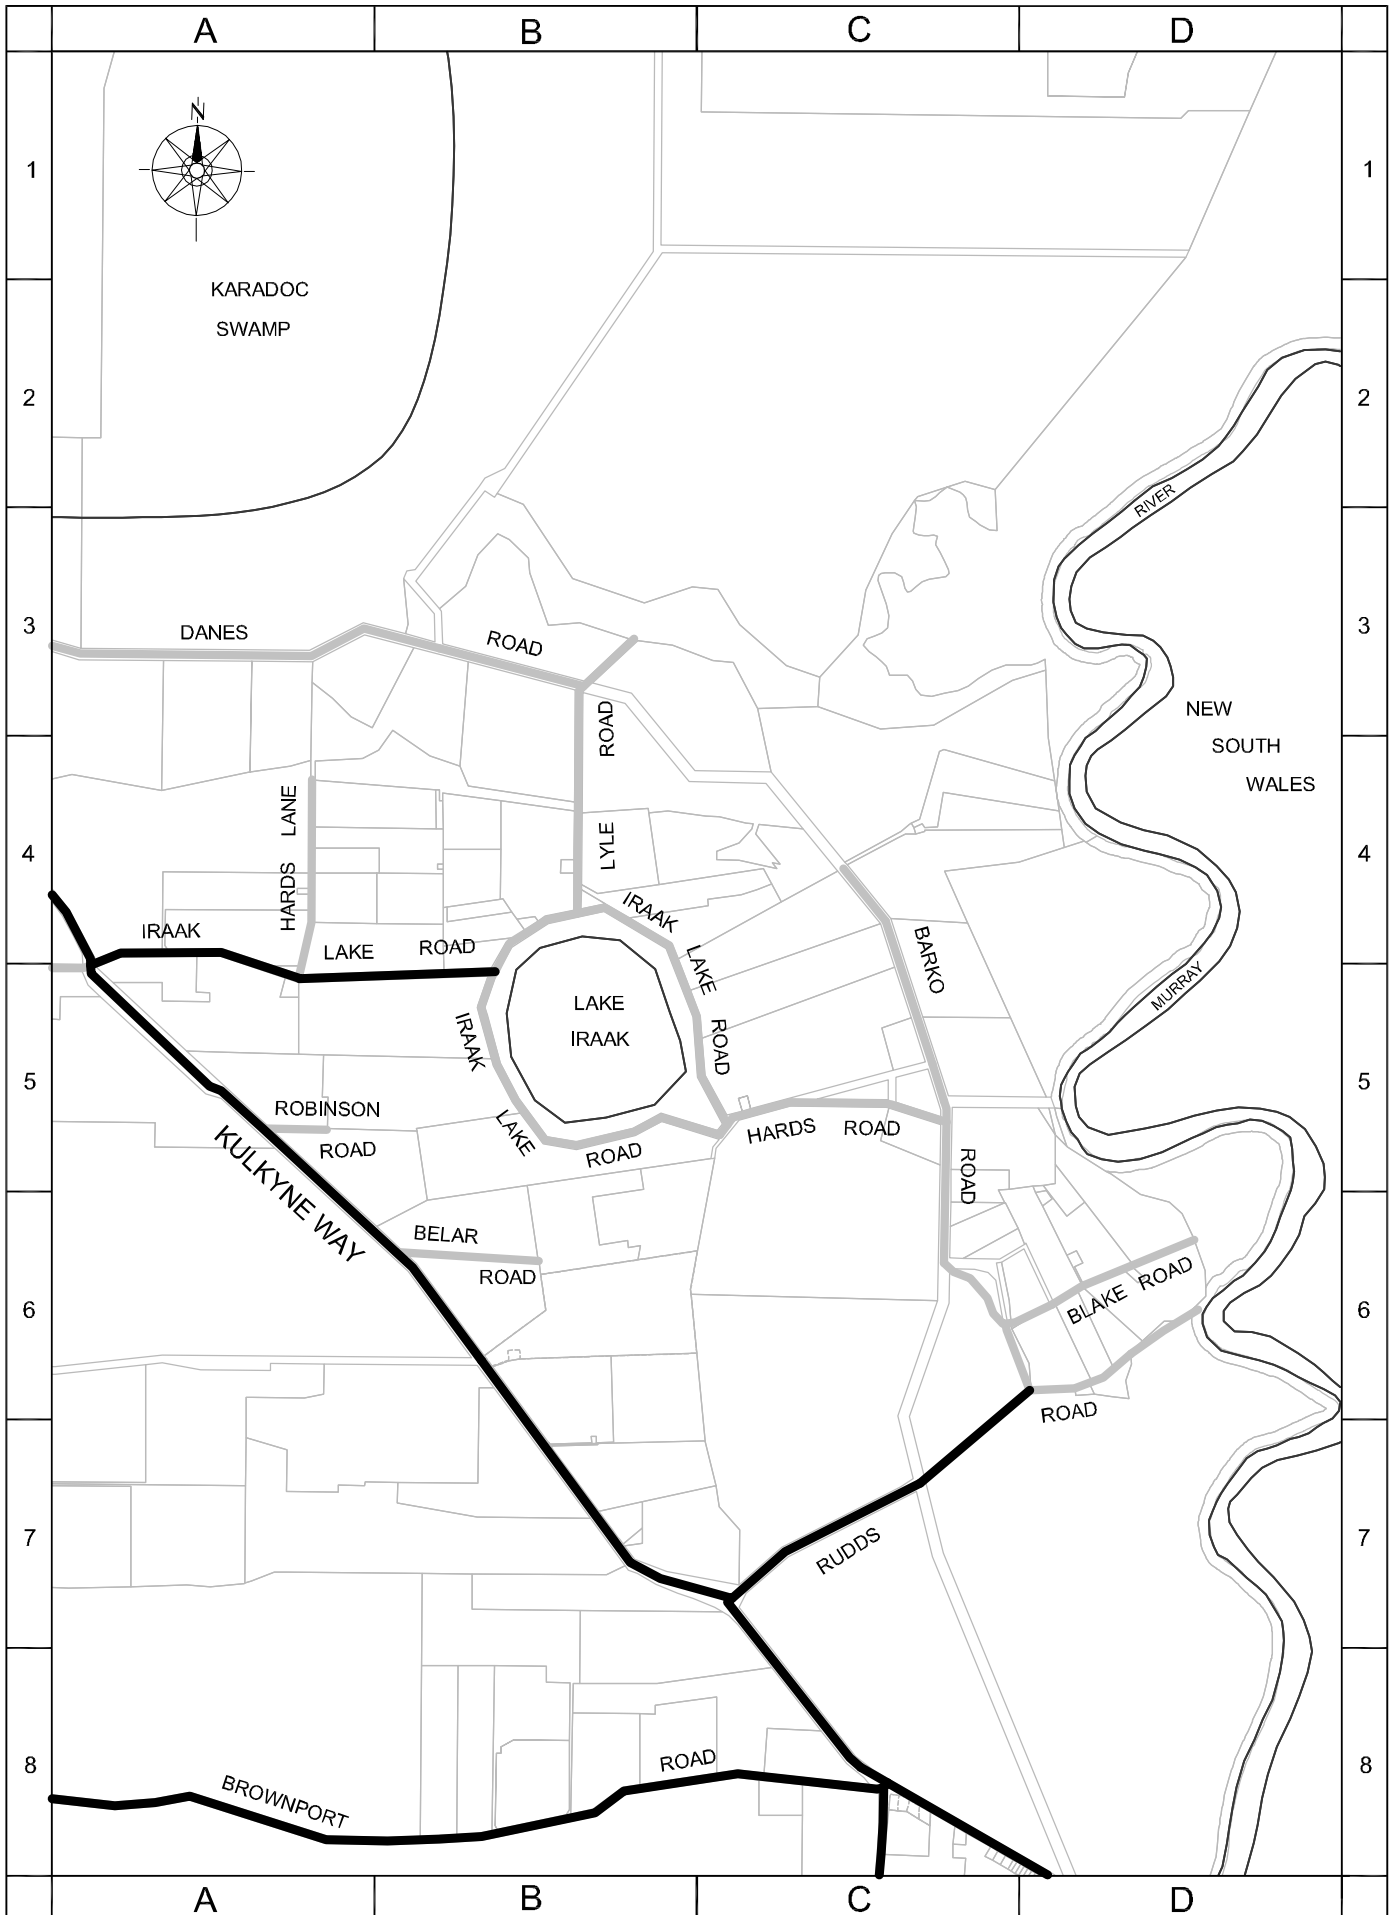 A B C D
N
1 1
KARADOC
SWAMP
2 2
RIVER
3 3
DANES
ROAD
NEW
SOUTH
WALES
ROAD
LYLE
HARDS LANE
4 4
IRAAK
LAKE
ROAD
IRAAK
LAKE
ROAD
BARKO
MURRAY
LAKE
IRAAK
IRAAK
LAKE
ROAD
5 5
ROBINSON
ROAD
HARDS
ROAD
ROAD
KULKYNE WAY
BELAR
ROAD
BLAKE ROAD
6 6
ROAD
RUDDS
7 7
ROAD
BROWNPORT
8 8
A B C D